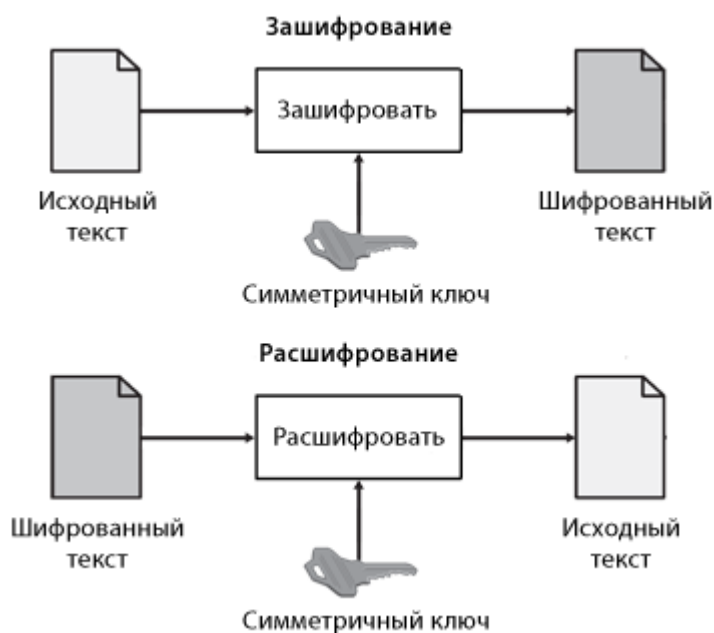 Зашифрование
Зашифровать
Исходный
текст
Шифрованный
текст
Симметричный ключ
Расшифрование
Расшифровать
Шифрованный
текст
Исходный
текст
Симметричный ключ